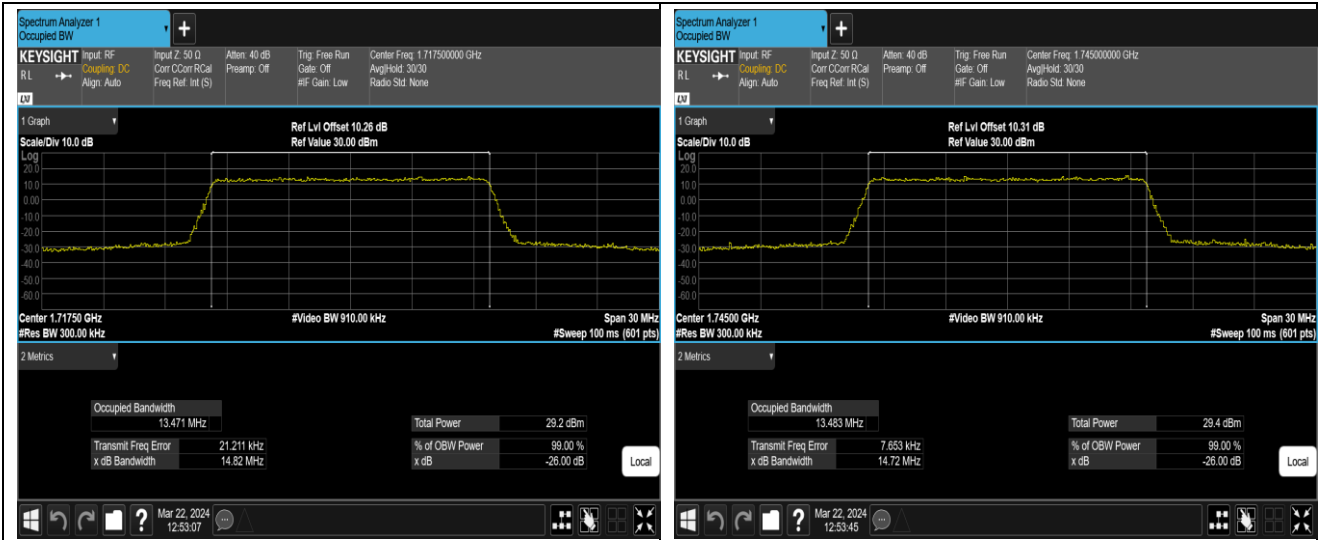 Spectrum Analyzer 1
Occupied BW
+
KEYSIGHT Input: RF Input Z: 50 Ω Atten: 40 dB Trig: Free Run Center Freq: 1.717500000 GHz
RL Coupling: DC Corr CCorr RCal Preamp: Off Gate: Off Avg|Hold: 30/30
Align: Auto Freq Ref: Int (S) #IF Gain: Low Radio Std: None
LXI
1 Graph
Ref Lvl Offset 10.26 dB
Scale/Div 10.0 dB Ref Value 30.00 dBm
Log
20.0
10.0
0.00
-10.0
-20.0
-30.0
-40.0
-50.0
-60.0
Center 1.71750 GHz #Video BW 910.00 kHz Span 30 MHz
#Res BW 300.00 kHz #Sweep 100 ms (601 pts)
2 Metrics
Occupied Bandwidth
13.471 MHz Total Power 29.2 dBm
Transmit Freq Error 21.211 kHz % of OBW Power 99.00 %
x dB Bandwidth 14.82 MHz x dB -26.00 dB
Local
? Mar 22, 2024
12:53:07
Spectrum Analyzer 1
Occupied BW
+
KEYSIGHT Input: RF Input Z: 50 Ω Atten: 40 dB Trig: Free Run Center Freq: 1.745000000 GHz
RL Coupling: DC Corr CCorr RCal Preamp: Off Gate: Off Avg|Hold: 30/30
Align: Auto Freq Ref: Int (S) #IF Gain: Low Radio Std: None
LXI
1 Graph
Ref Lvl Offset 10.31 dB
Scale/Div 10.0 dB Ref Value 30.00 dBm
Log
20.0
10.0
0.00
-10.0
-20.0
-30.0
-40.0
-50.0
-60.0
Center 1.74500 GHz #Video BW 910.00 kHz Span 30 MHz
#Res BW 300.00 kHz #Sweep 100 ms (601 pts)
2 Metrics
Occupied Bandwidth
13.483 MHz Total Power 29.4 dBm
Transmit Freq Error 7.653 kHz % of OBW Power 99.00 %
x dB Bandwidth 14.72 MHz x dB -26.00 dB
Local
? Mar 22, 2024
12:53:45